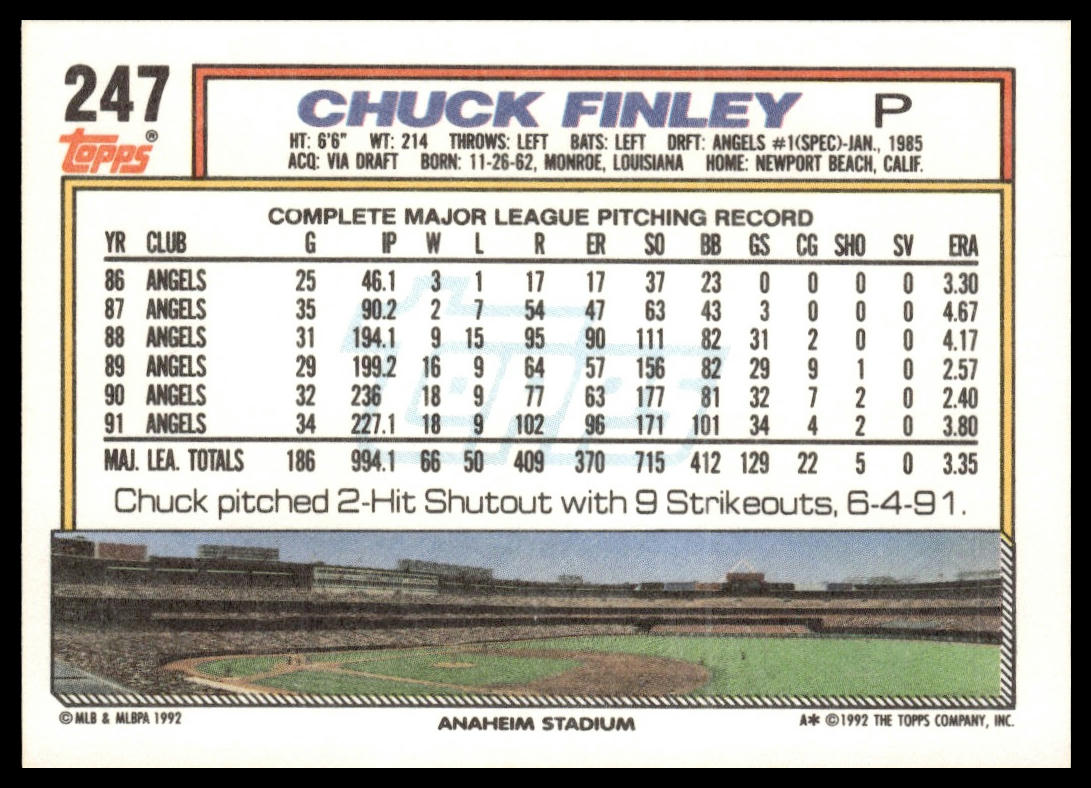 247
TOPPS®
CHUCK FINLEY P
HT: 6'6" WT: 214 THROWS: LEFT BATS: LEFT DRFT: ANGELS #1(SPEC)-JAN., 1985
ACQ: VIA DRAFT BORN: 11-26-62, MONROE, LOUISIANA HOME: NEWPORT BEACH, CALIF.
COMPLETE MAJOR LEAGUE PITCHING RECORD
YR CLUB G IP W L R ER SO BB GS CG SHO SV ERA
86 ANGELS 25 46.1 3 1 17 17 37 23 0 0 0 0 3.30
87 ANGELS 35 90.2 2 7 54 47 63 43 3 0 0 0 4.67
88 ANGELS 31 194.1 9 15 95 90 111 82 31 2 0 0 4.17
89 ANGELS 29 199.2 16 9 64 57 156 82 29 9 1 0 2.57
90 ANGELS 32 236 18 9 77 63 177 81 32 7 2 0 2.40
91 ANGELS 34 227.1 18 9 102 96 171 101 34 4 2 0 3.80
MAJ. LEA. TOTALS 186 994.1 66 50 409 370 715 412 129 22 5 0 3.35
Chuck pitched 2-Hit Shutout with 9 Strikeouts, 6-4-91.
© MLB & MLBPA 1992
ANAHEIM STADIUM
A* © 1992 THE TOPPS COMPANY, INC.